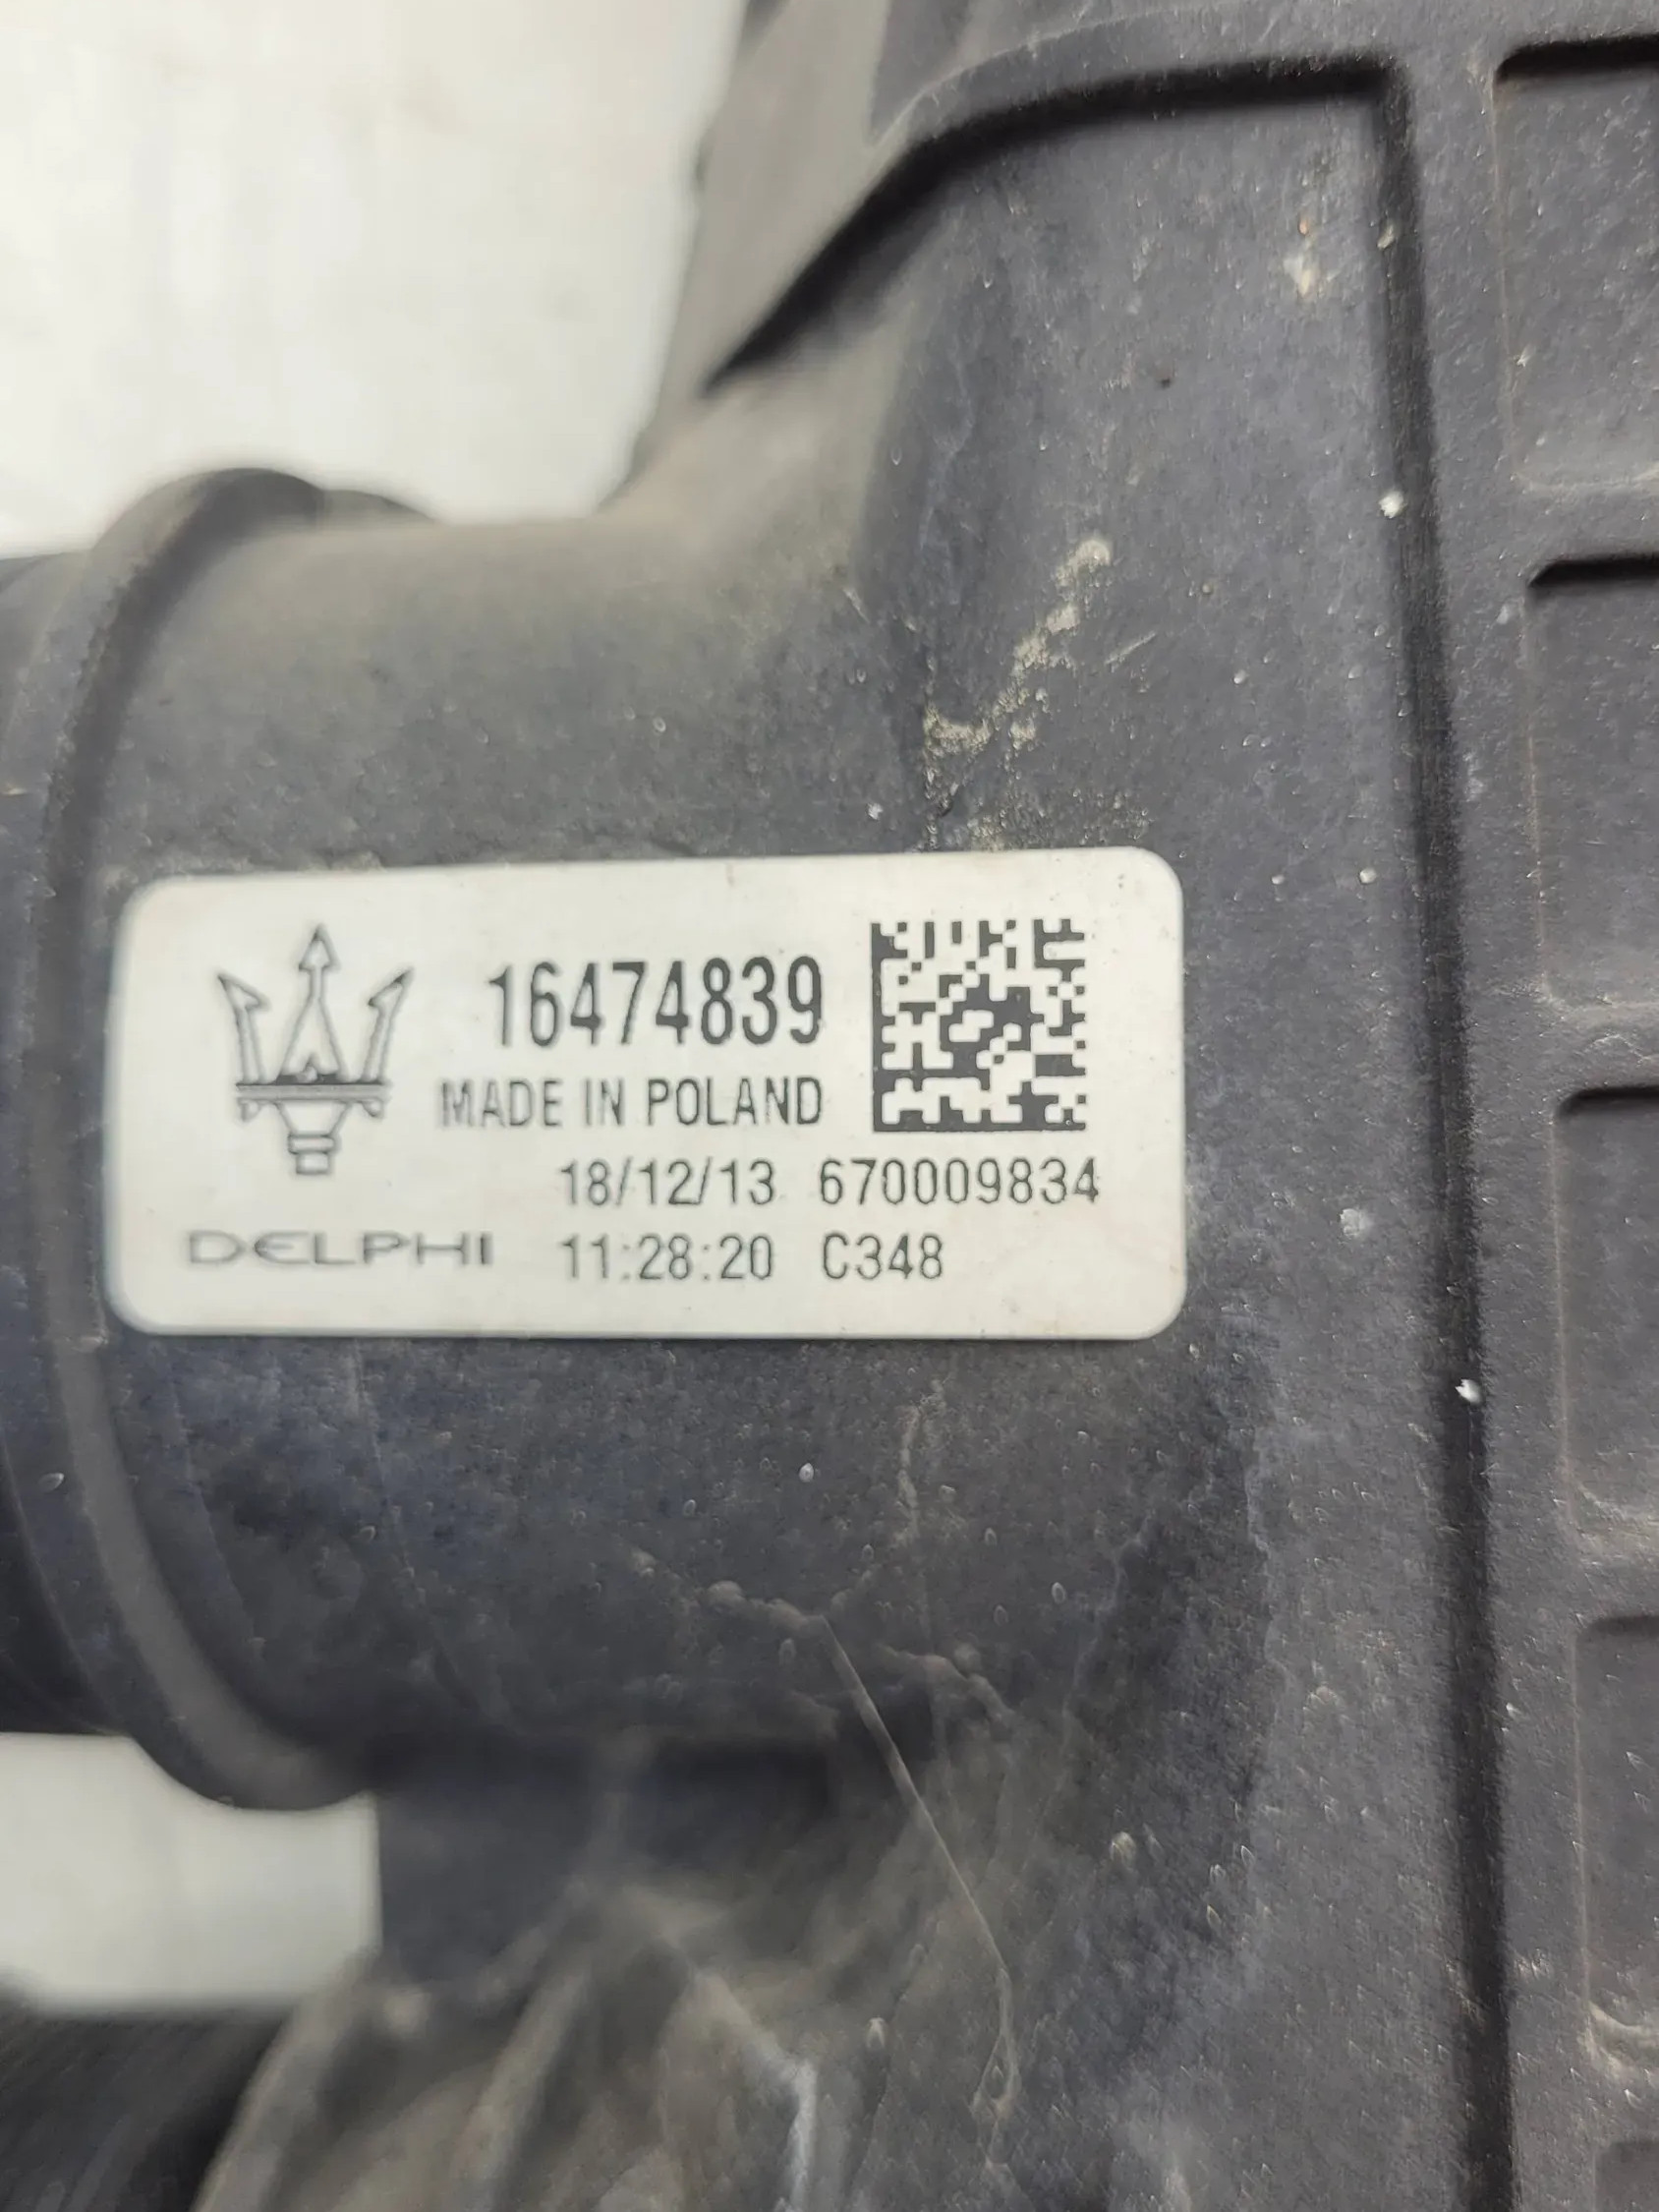 16474839
MADE IN POLAND
18/12/13 670009834
DELPHI 11:28:20 C348